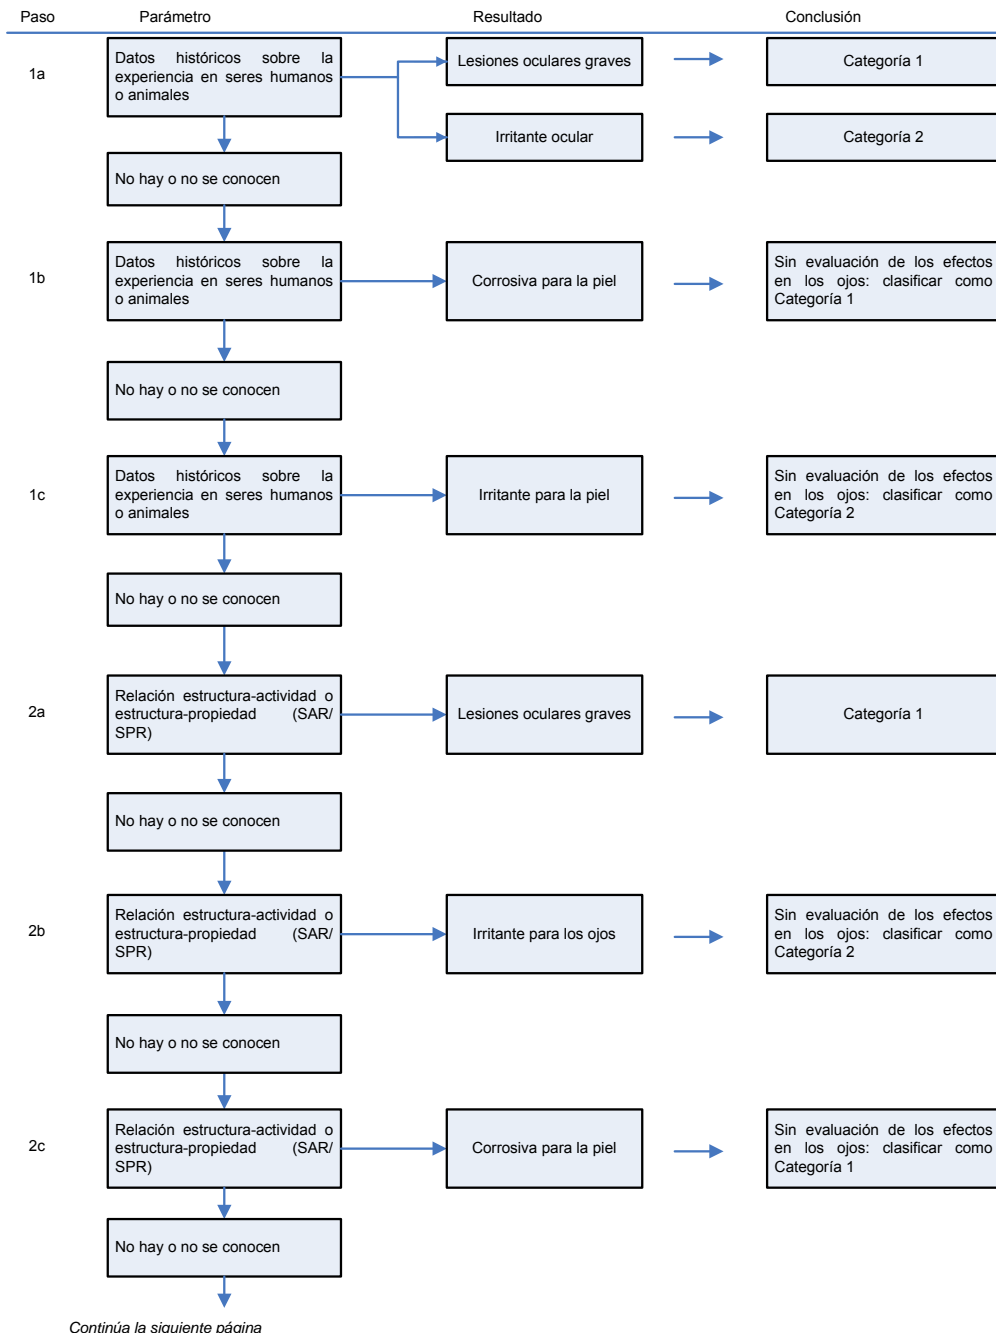 Paso Parámetro Resultado Conclusión
1a
Datos históricos sobre la
experiencia en seres humanos
o animales
Lesiones oculares graves
Categoría 1
Irritante ocular
Categoría 2
No hay o no se conocen
1b
Datos históricos sobre la
experiencia en seres humanos
o animales
Corrosiva para la piel
Sin evaluación de los efectos
en los ojos: clasificar como
Categoría 1
No hay o no se conocen
1c
Datos históricos sobre la
experiencia en seres humanos
o animales
Irritante para la piel
Sin evaluación de los efectos
en los ojos: clasificar como
Categoría 2
No hay o no se conocen
2a
Relación estructura-actividad o
estructura-propiedad (SAR/
SPR)
Lesiones oculares graves
Categoría 1
No hay o no se conocen
2b
Relación estructura-actividad o
estructura-propiedad (SAR/
SPR)
Irritante para los ojos
Sin evaluación de los efectos
en los ojos: clasificar como
Categoría 2
No hay o no se conocen
2c
Relación estructura-actividad o
estructura-propiedad (SAR/
SPR)
Corrosiva para la piel
Sin evaluación de los efectos
en los ojos: clasificar como
Categoría 1
No hay o no se conocen
Continúa la siguiente página